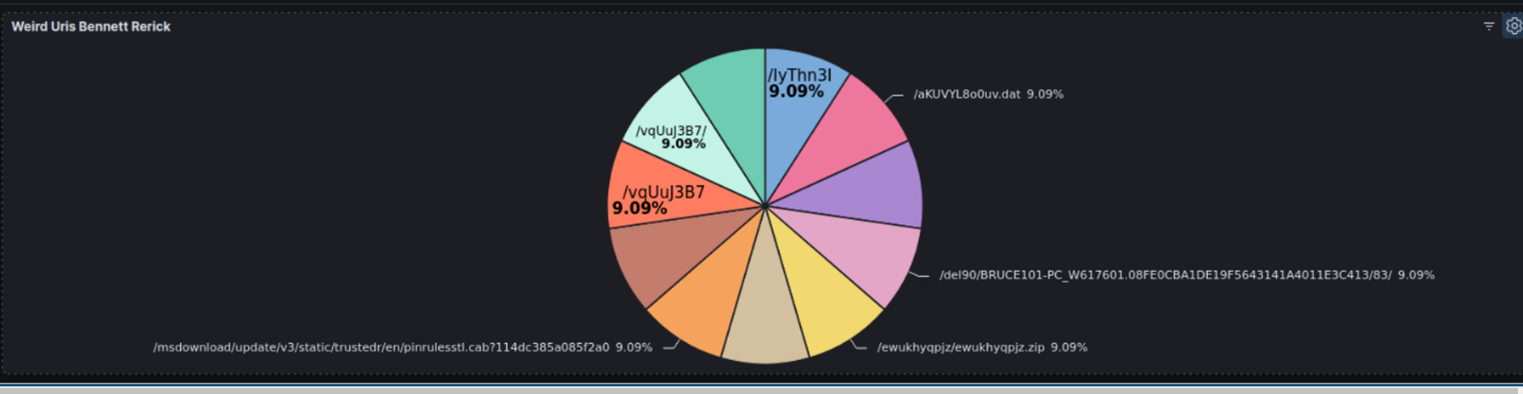 Weird Uris Bennett Rerick
/lyThn3l
9.09%
/aKUVYL8o0uv.dat 9.09%
/vqUuJ3B7/
9.09%
/vqUuJ3B7
9.09%
/del90/BRUCE101-PC_W617601.08FE0CBA1DE19F5643141A4011E3C413/83/ 9.09%
/msdownload/update/v3/static/trustedr/en/pinrulesstl.cab?114dc385a085f2a0 9.09%
/ewukhyqpjz/ewukhyqpjz.zip 9.09%